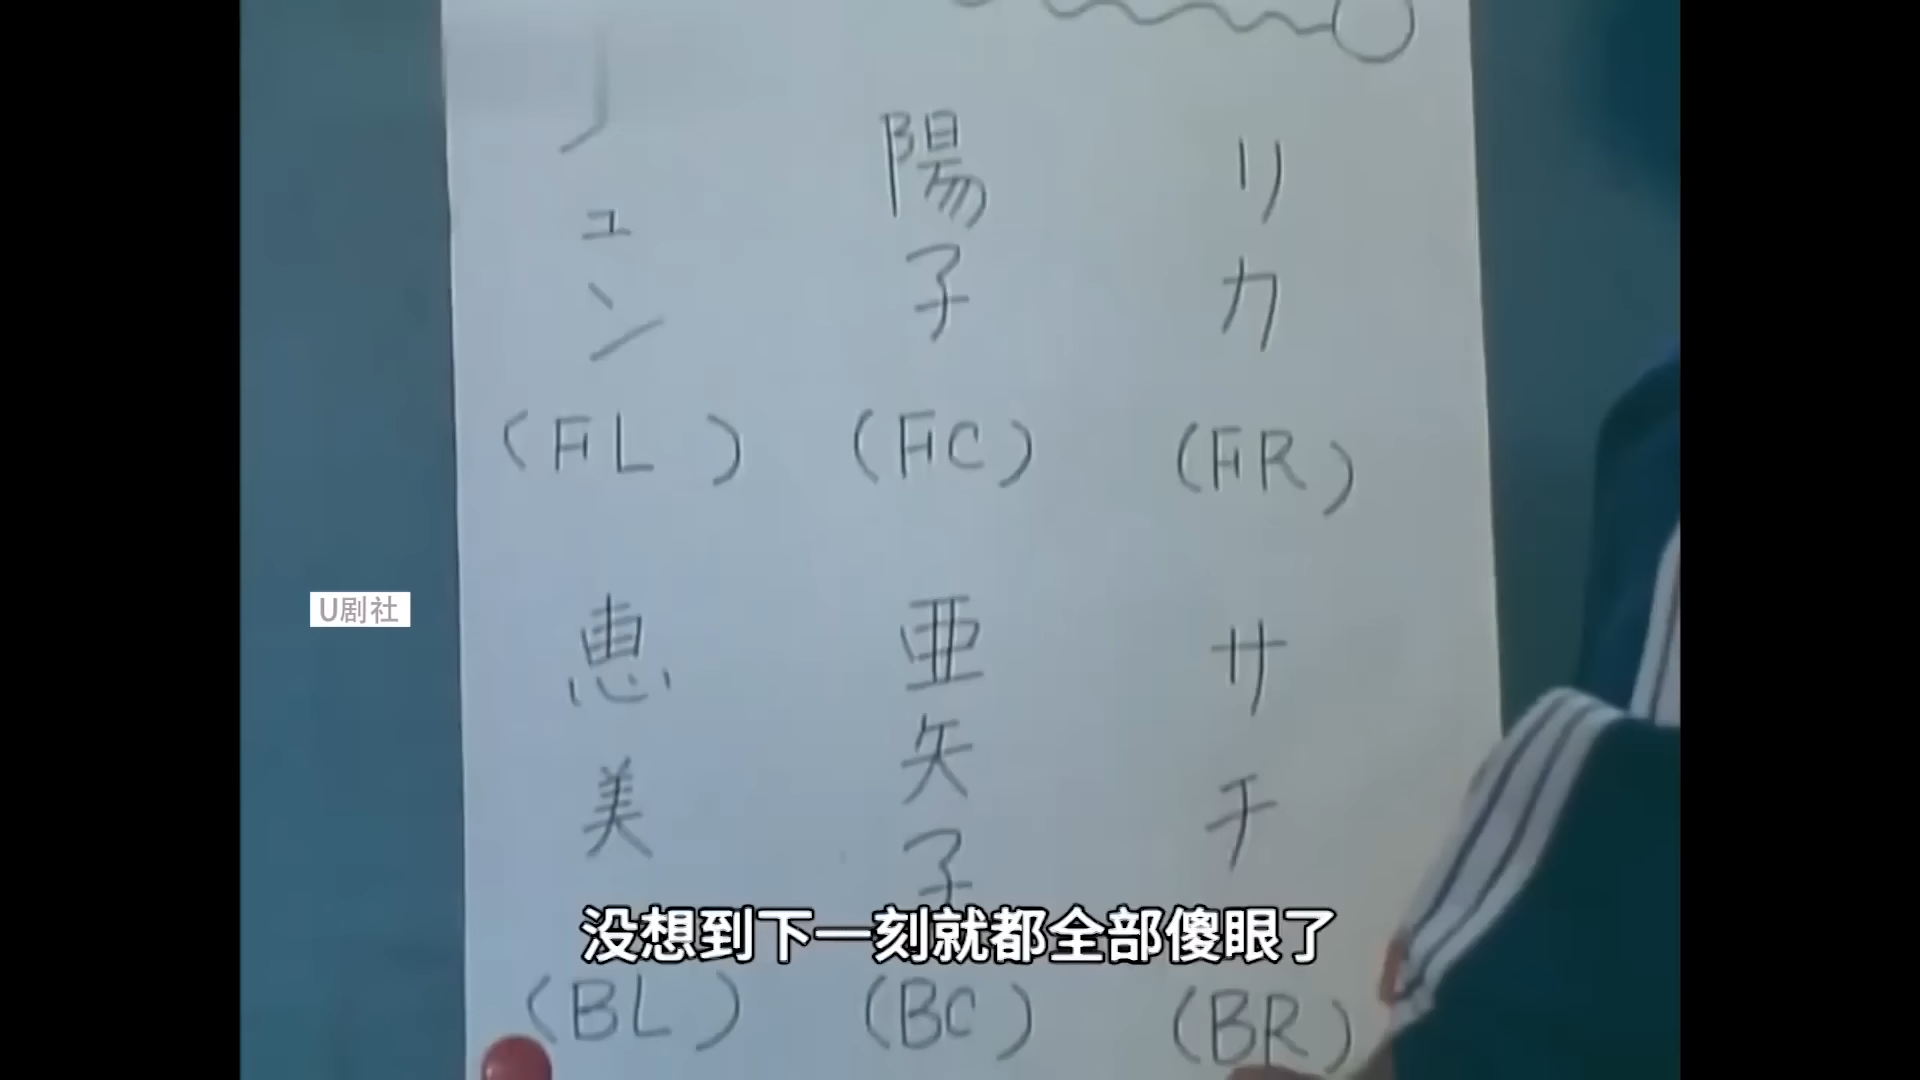 ジュン
陽子
リカ
(FL)
(FC)
(FR)
U剧社
恵美
亜矢子
サチ
没想到下一刻就都全部傻眼了
(BL)
(BC)
(BR)